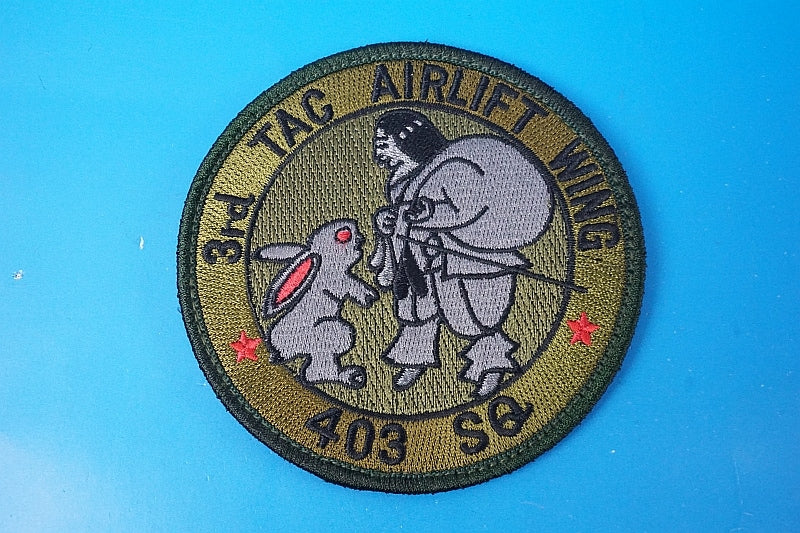 3rd TAC AIRLIFT WING
403 SQ